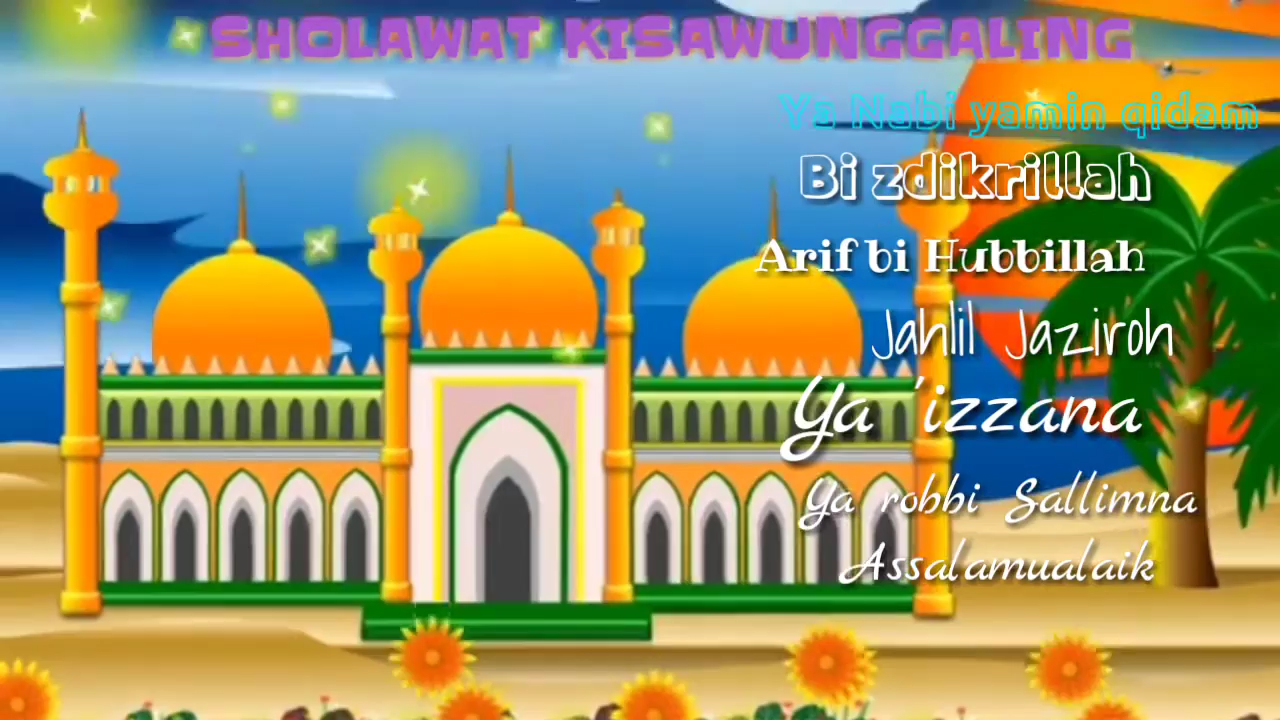 SHOLAWAT KISAWUNGGALING
Ya Nabi yamin qidam
Bi zdikrillah
Arif bi Hubbillah
Jahlil Jaziroh
Ya 'izzana
Ya robbi Sallimna
Assalamualaik